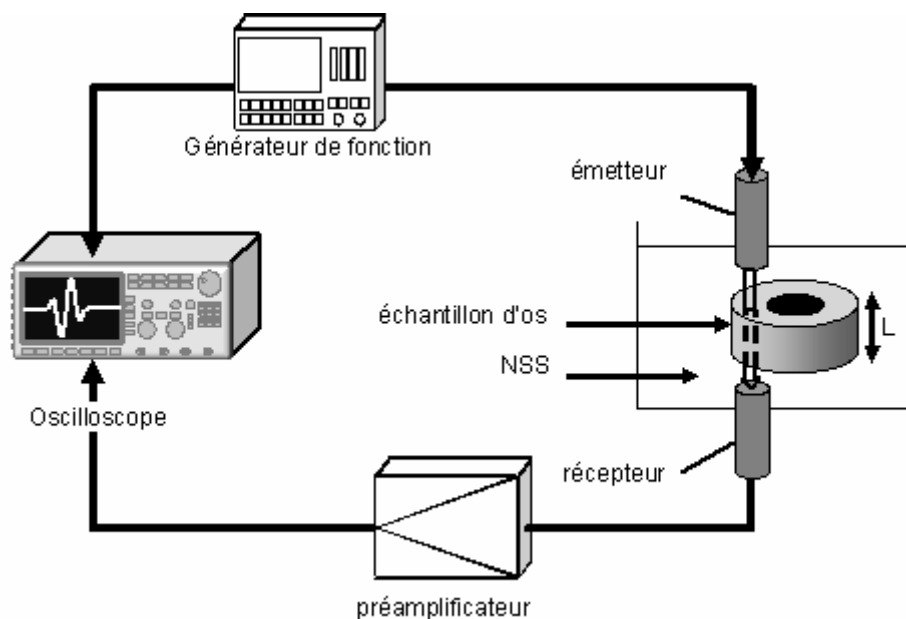 Générateur de fonction
émetteur
échantillon d'os
L
NSS
Oscilloscope
récepteur
préamplificateur